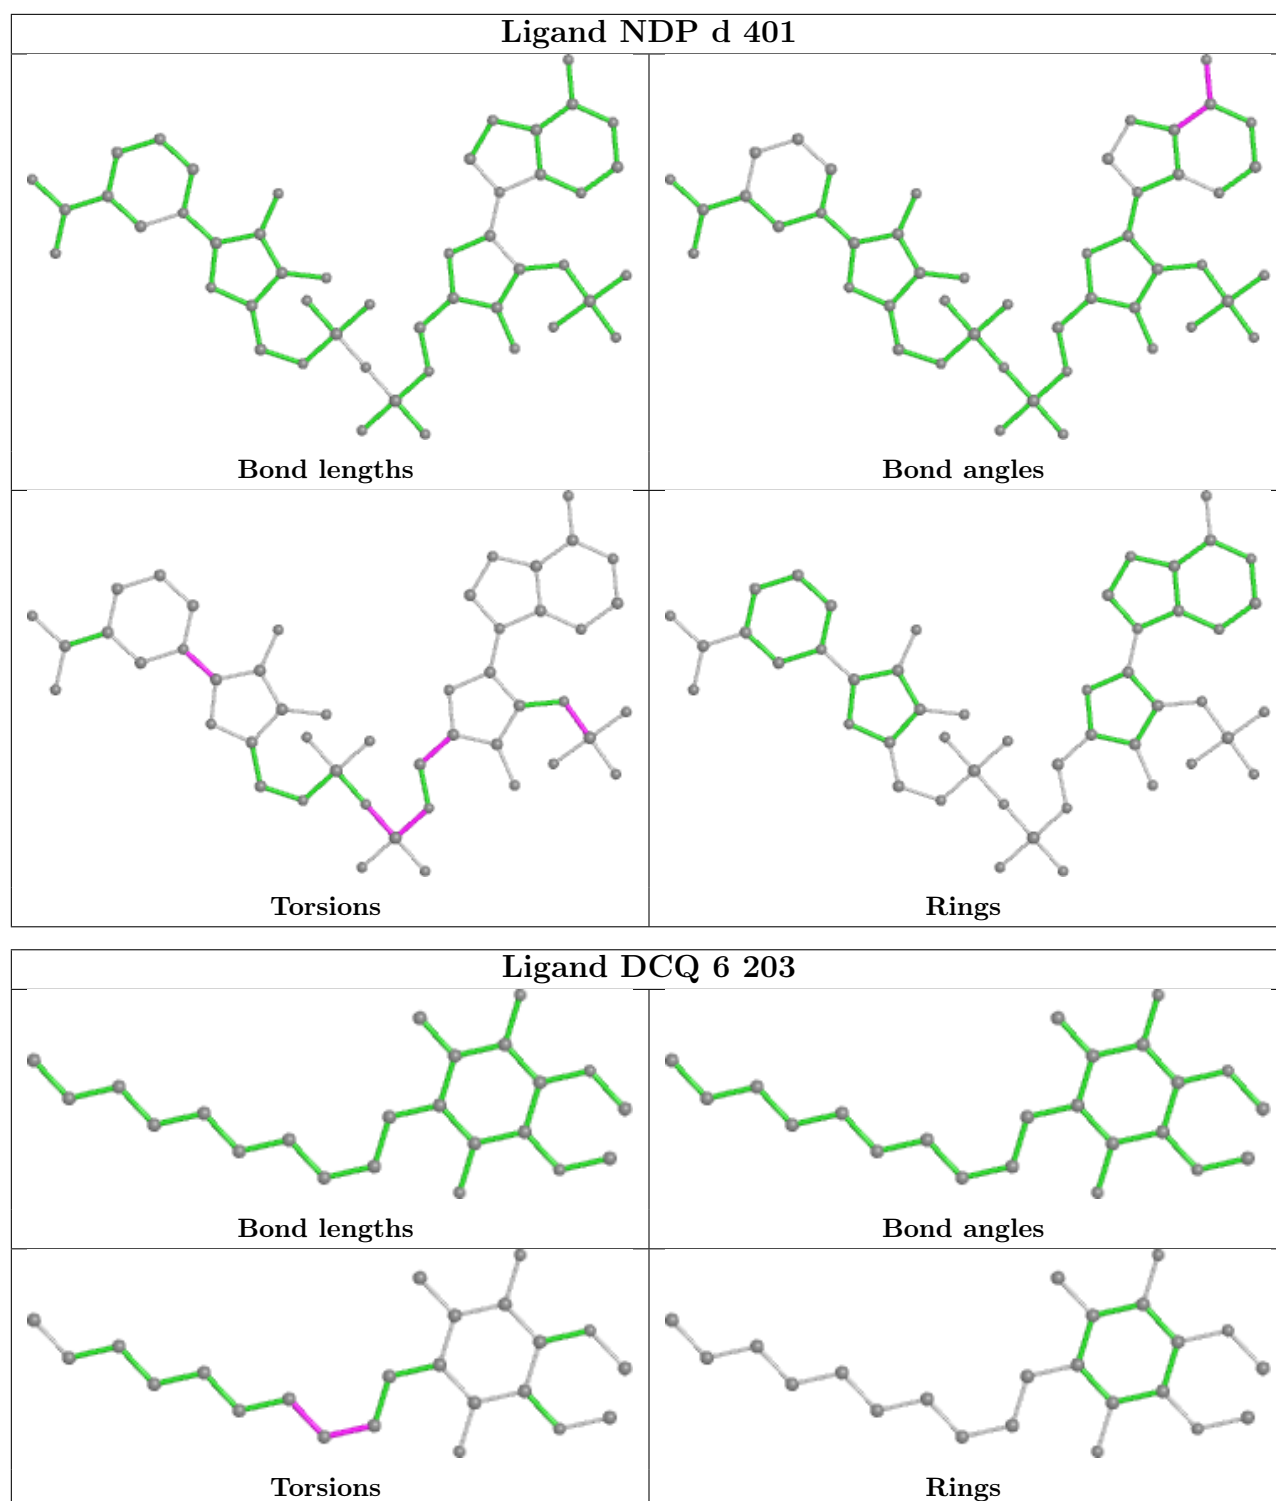 Ligand NDP d 401
Bond lengths
Bond angles
Torsions
Rings
Ligand DCQ 6 203
Bond lengths
Bond angles
Torsions
Rings